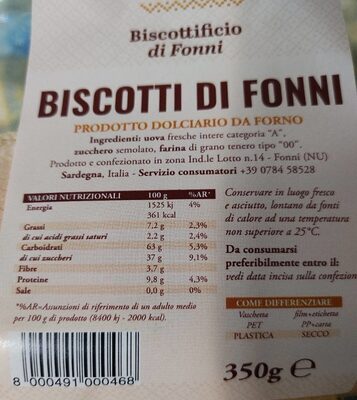 Biscottificio
di Fonni
BISCOTTI DI FONNI
PRODOTTO DOLCIARIO DA FORNO
Ingredienti: uova fresche intere categoria "A",
zucchero semolato, farina di grano tenero tipo "00".
Prodotto e confezionato in zona Ind.le Lotto n.14 - Fonni (NU)
Sardegna, Italia - Servizio consumatori +39 0784 58528
VALORI NUTRIZIONALI 100 g %AR*
Energia 1525 kj 4%
361 kcal
Grassi 7,2 g 2,3%
di cui acidi grassi saturi 2,2 g 2,4%
Carboidrati 63 g 5,3%
di cui zuccheri 37 g 9,1%
Fibre 3,7 g
Proteine 9,8 g 4,3%
Sale 0,0 g 0%
*%AR=Assunzioni di riferimento di un adulto medio
per 100 g di prodotto (8400 kj - 2000 kcal).
Conservare in luogo fresco
e asciutto, lontano da fonti
di calore ad una temperatura
non superore a 25°C.
Da consumarsi
preferibilmente entro il:
vedi data incisa sulla confezion
COME DIFFERENZIARE
Vaschetta film+etichetta
PET PP+carta
PLASTICA SECCO
8 000491 000468
350g e